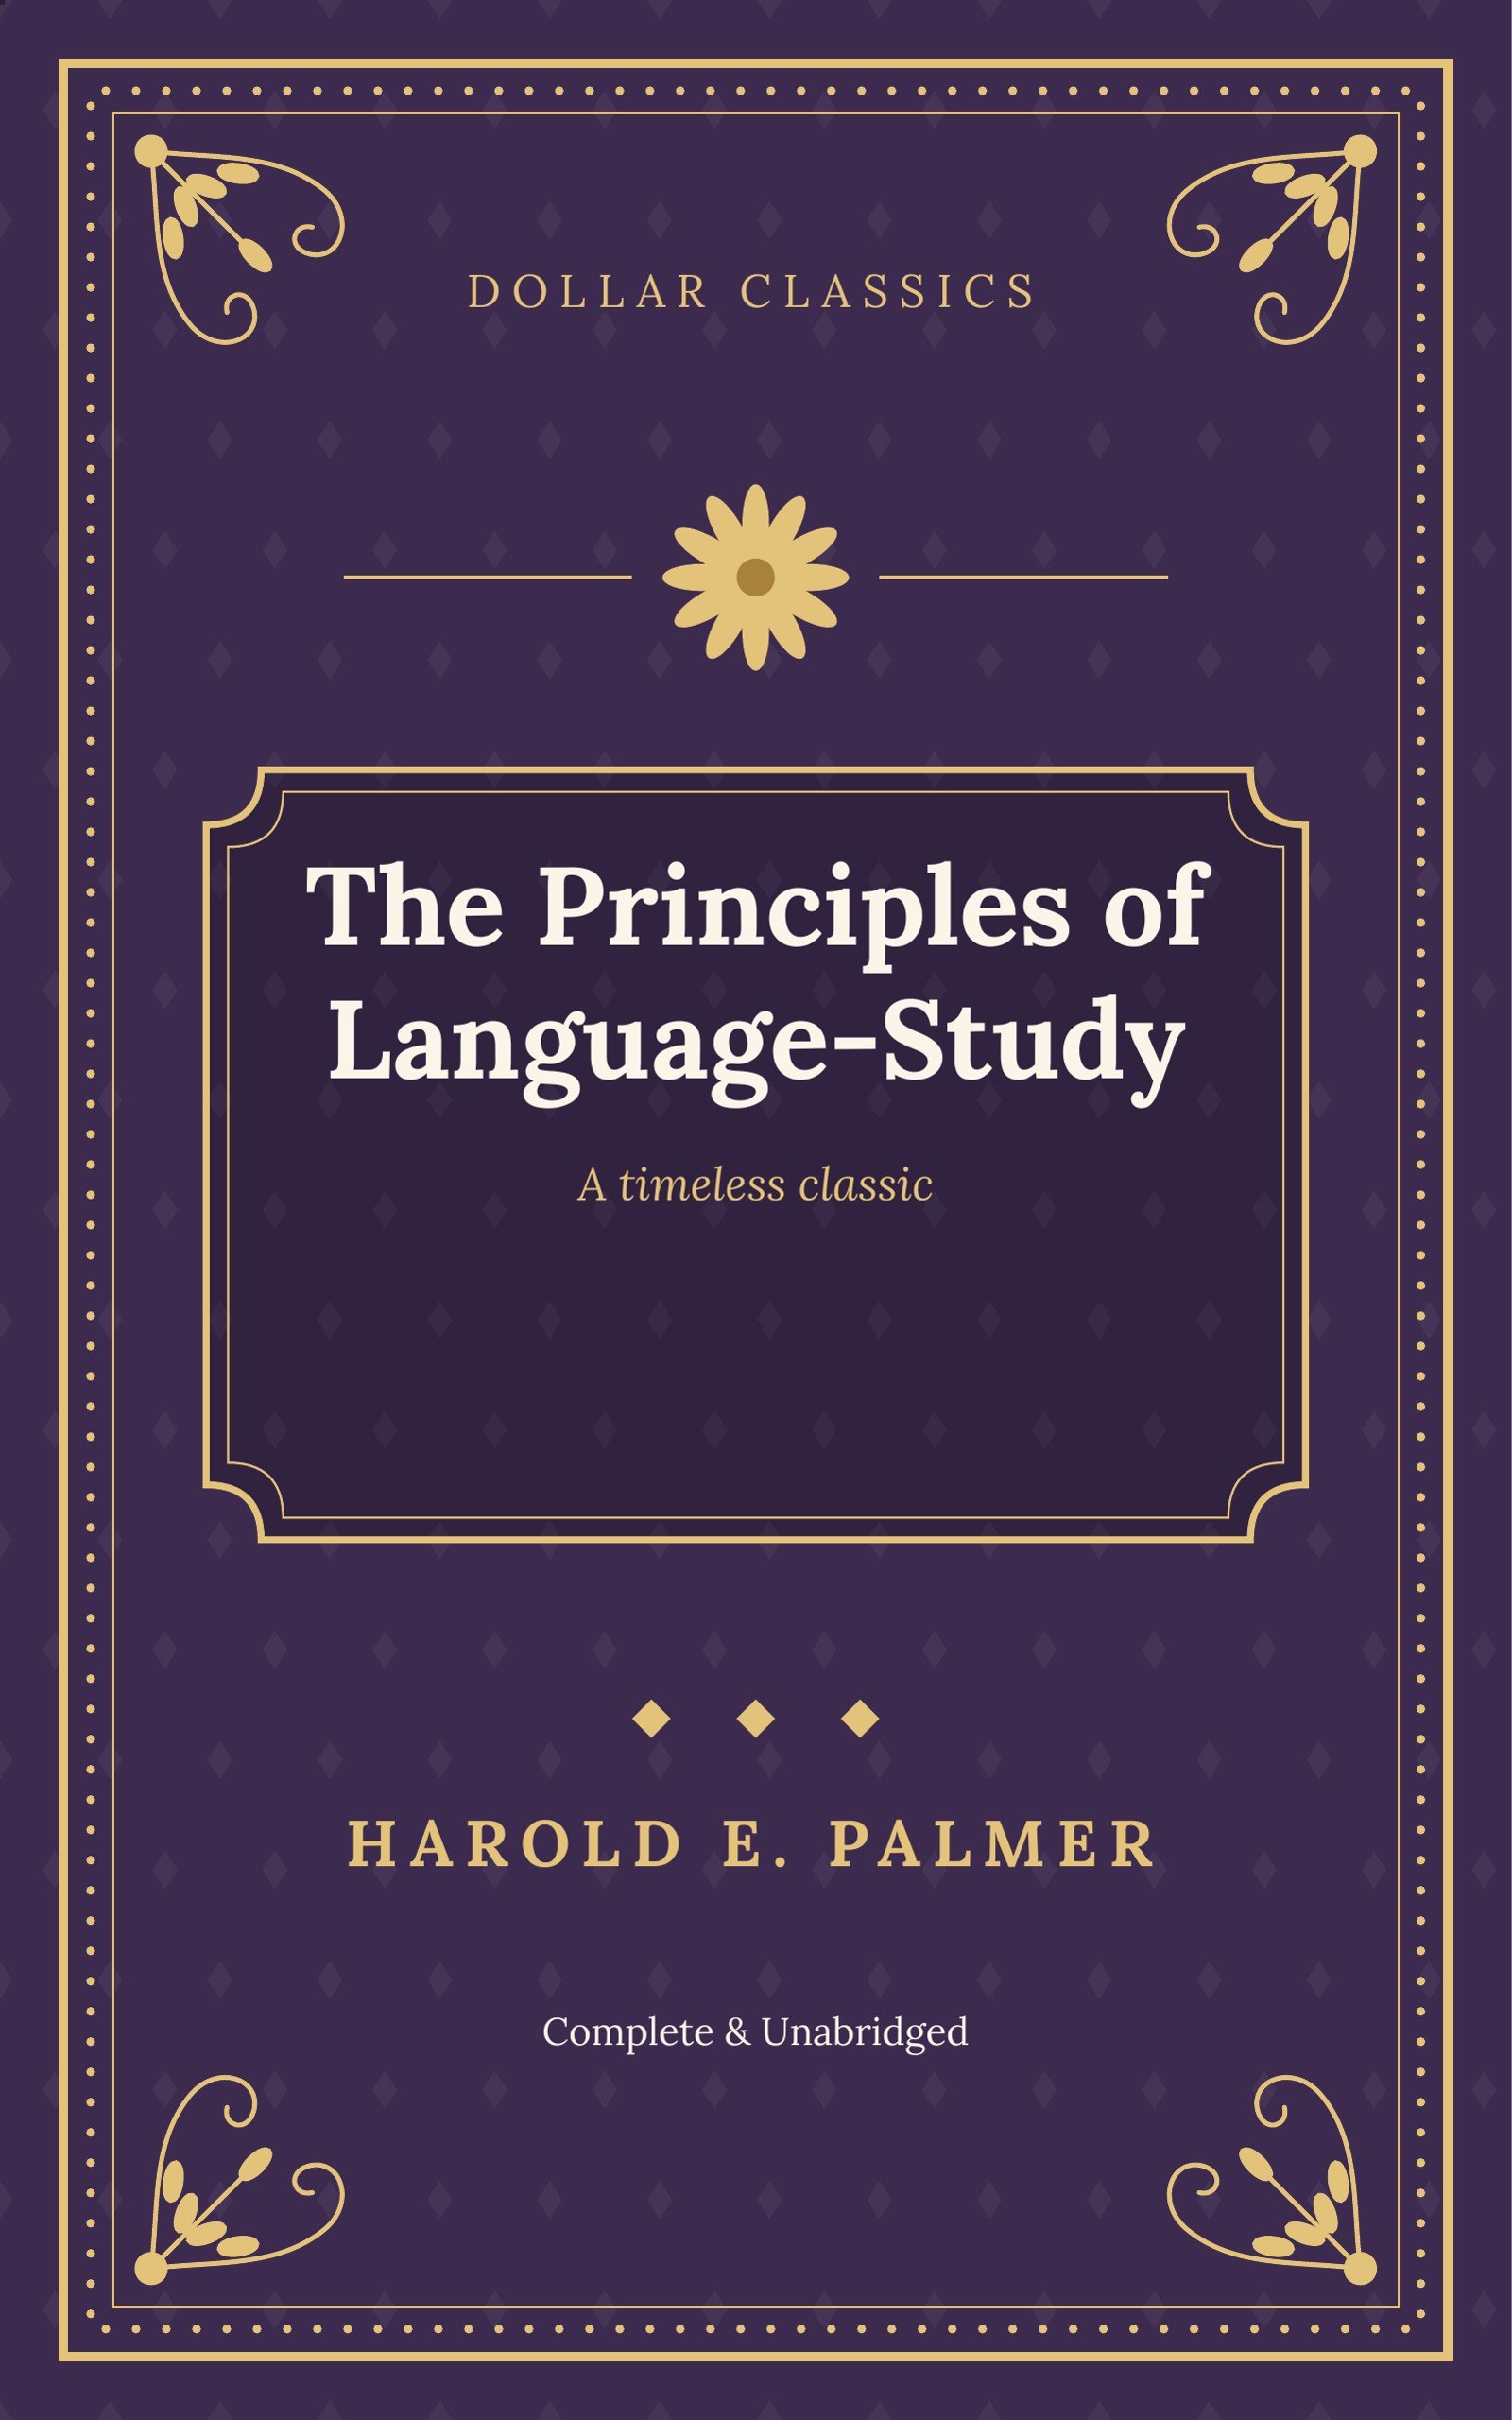 DOLLAR CLASSICS
The Principles of
Language-Study
A timeless classic
HAROLD E. PALMER
Complete & Unabridged